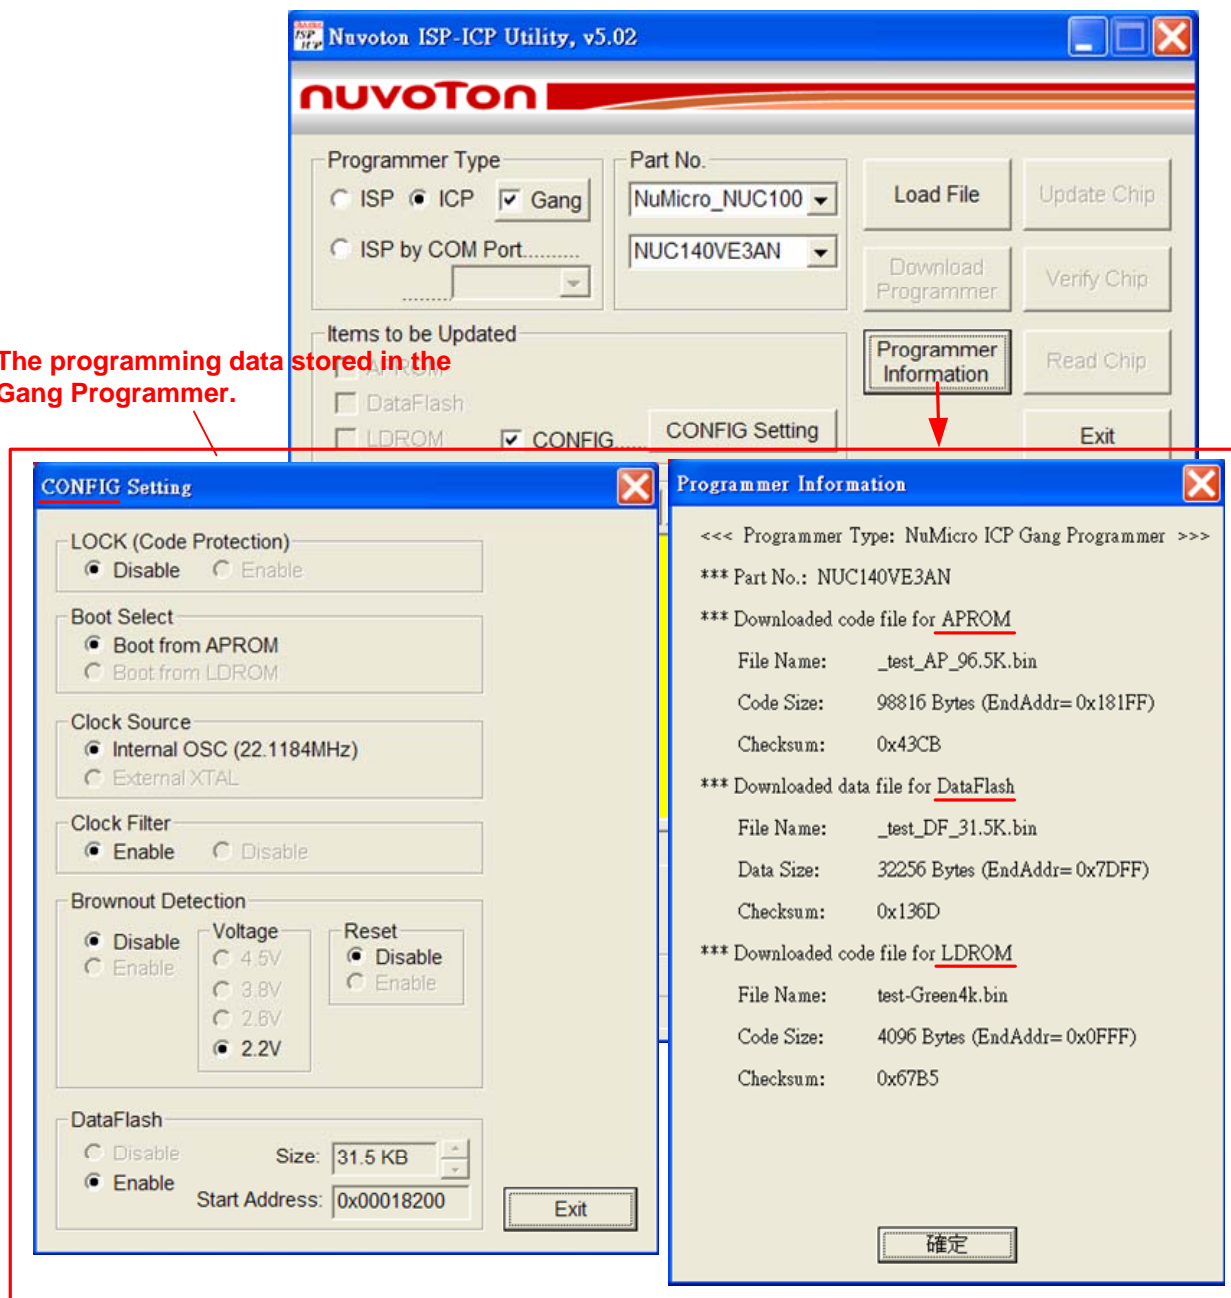 Nuvoton ISP-ICP Utility, v5.02
nuvoTon
Programmer Type
ISP ICP Gang
ISP by COM Port..........
Part No.
NuMicro_NUC100
NUC140VE3AN
Load File
Update Chip
Download
Programmer
Verify Chip
Programmer
Information
Read Chip
Exit
Items to be Updated
APROM
DataFlash
LDROM
CONFIG......
CONFIG Setting
The programming data stored in the
Gang Programmer.
CONFIG Setting
LOCK (Code Protection)
Disable Enable
Boot Select
Boot from APROM
Boot from LDROM
Clock Source
Internal OSC (22.1184MHz)
External XTAL
Clock Filter
Enable Disable
Brownout Detection
Disable
Enable
Voltage
4.5V
3.8V
2.6V
2.2V
Reset
Disable
Enable
DataFlash
Disable
Enable
Size: 31.5 KB
Start Address: 0x00018200
Exit
Programmer Information
<<< Programmer Type: NuMicro ICP Gang Programmer >>>
*** Part No.: NUC140VE3AN
*** Downloaded code file for APROM
File Name: _test_AP_96.5K.bin
Code Size: 98816 Bytes (EndAddr= 0x181FF)
Checksum: 0x43CB
*** Downloaded data file for DataFlash
File Name: _test_DF_31.5K.bin
Data Size: 32256 Bytes (EndAddr= 0x7DFF)
Checksum: 0x136D
*** Downloaded code file for LDROM
File Name: test-Green4k.bin
Code Size: 4096 Bytes (EndAddr= 0x0FFF)
Checksum: 0x67B5
確定